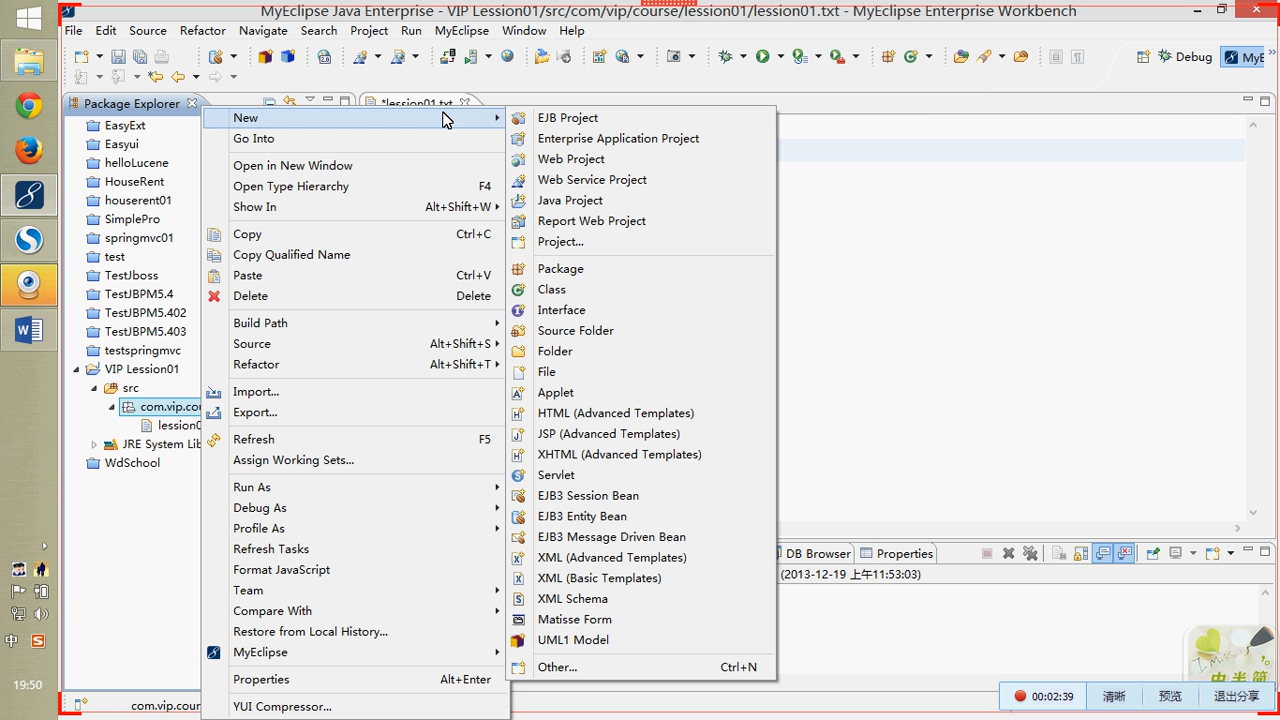 MyEclipse Java Enterprise - VIP Lession01/src/com/vip/course/lession01/lession01.txt - MyEclipse Enterprise Workbench
File Edit Source Refactor Navigate Search Project Run MyEclipse Window Help
Debug MyE
Package Explorer
*lession01.txt
EasyExt
Easyui
helloLucene
HouseRent
houserent01
SimplePro
springmvc01
test
TestJboss
TestJBPM5.4
TestJBPM5.402
TestJBPM5.403
testspringmvc
VIP Lession01
src
com.vip.cou
lession0
JRE System Lib
WdSchool
New
Go Into
Open in New Window
Open Type Hierarchy F4
Show In Alt+Shift+W
Copy Ctrl+C
Copy Qualified Name
Paste Ctrl+V
Delete Delete
Build Path
Source Alt+Shift+S
Refactor Alt+Shift+T
Import...
Export...
Refresh F5
Assign Working Sets...
Run As
Debug As
Profile As
Refresh Tasks
Format JavaScript
Team
Compare With
Restore from Local History...
MyEclipse
Properties Alt+Enter
YUI Compressor...
EJB Project
Enterprise Application Project
Web Project
Web Service Project
Java Project
Report Web Project
Project...
Package
Class
Interface
Source Folder
Folder
File
Applet
HTML (Advanced Templates)
JSP (Advanced Templates)
XHTML (Advanced Templates)
Servlet
EJB3 Session Bean
EJB3 Entity Bean
EJB3 Message Driven Bean
XML (Advanced Templates)
XML (Basic Templates)
XML Schema
Matisse Form
UML1 Model
Other... Ctrl+N
DB Browser Properties
(2013-12-19 上午11:53:03)
中
19:50
com.vip.cour
00:02:39 清晰 预览 退出分享